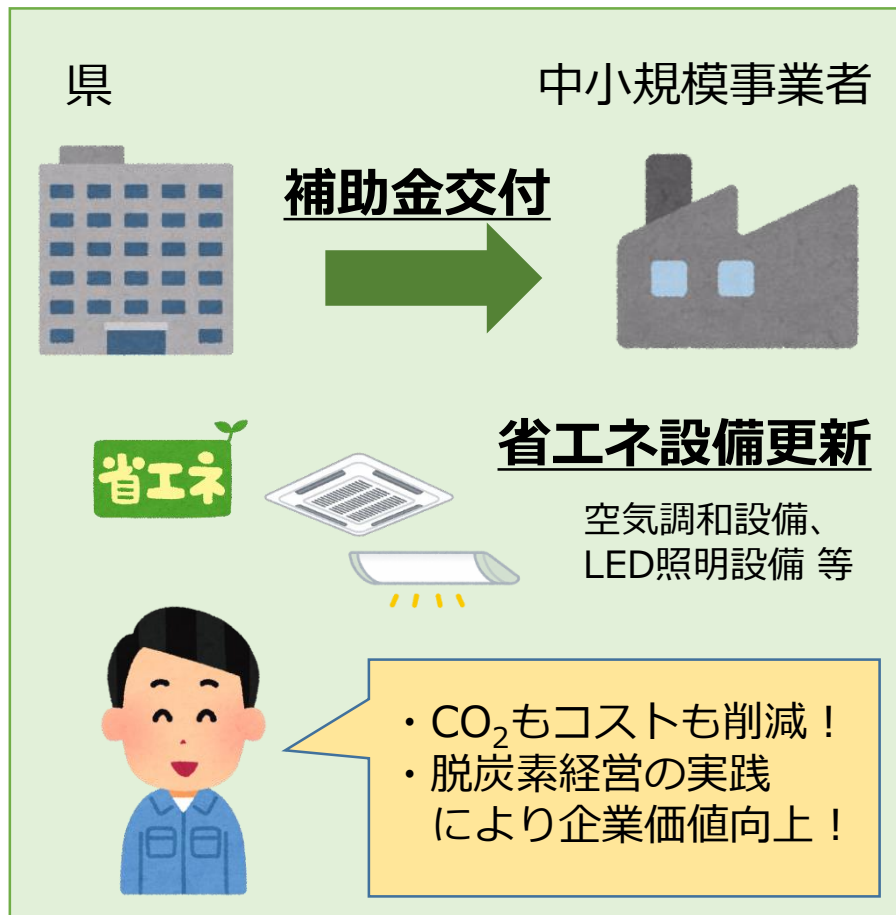 県
中小規模事業者
補助金交付
省エネ設備更新
省エネ
空気調和設備、
LED照明設備 等
・CO₂もコストも削減！
・脱炭素経営の実践
により企業価値向上！